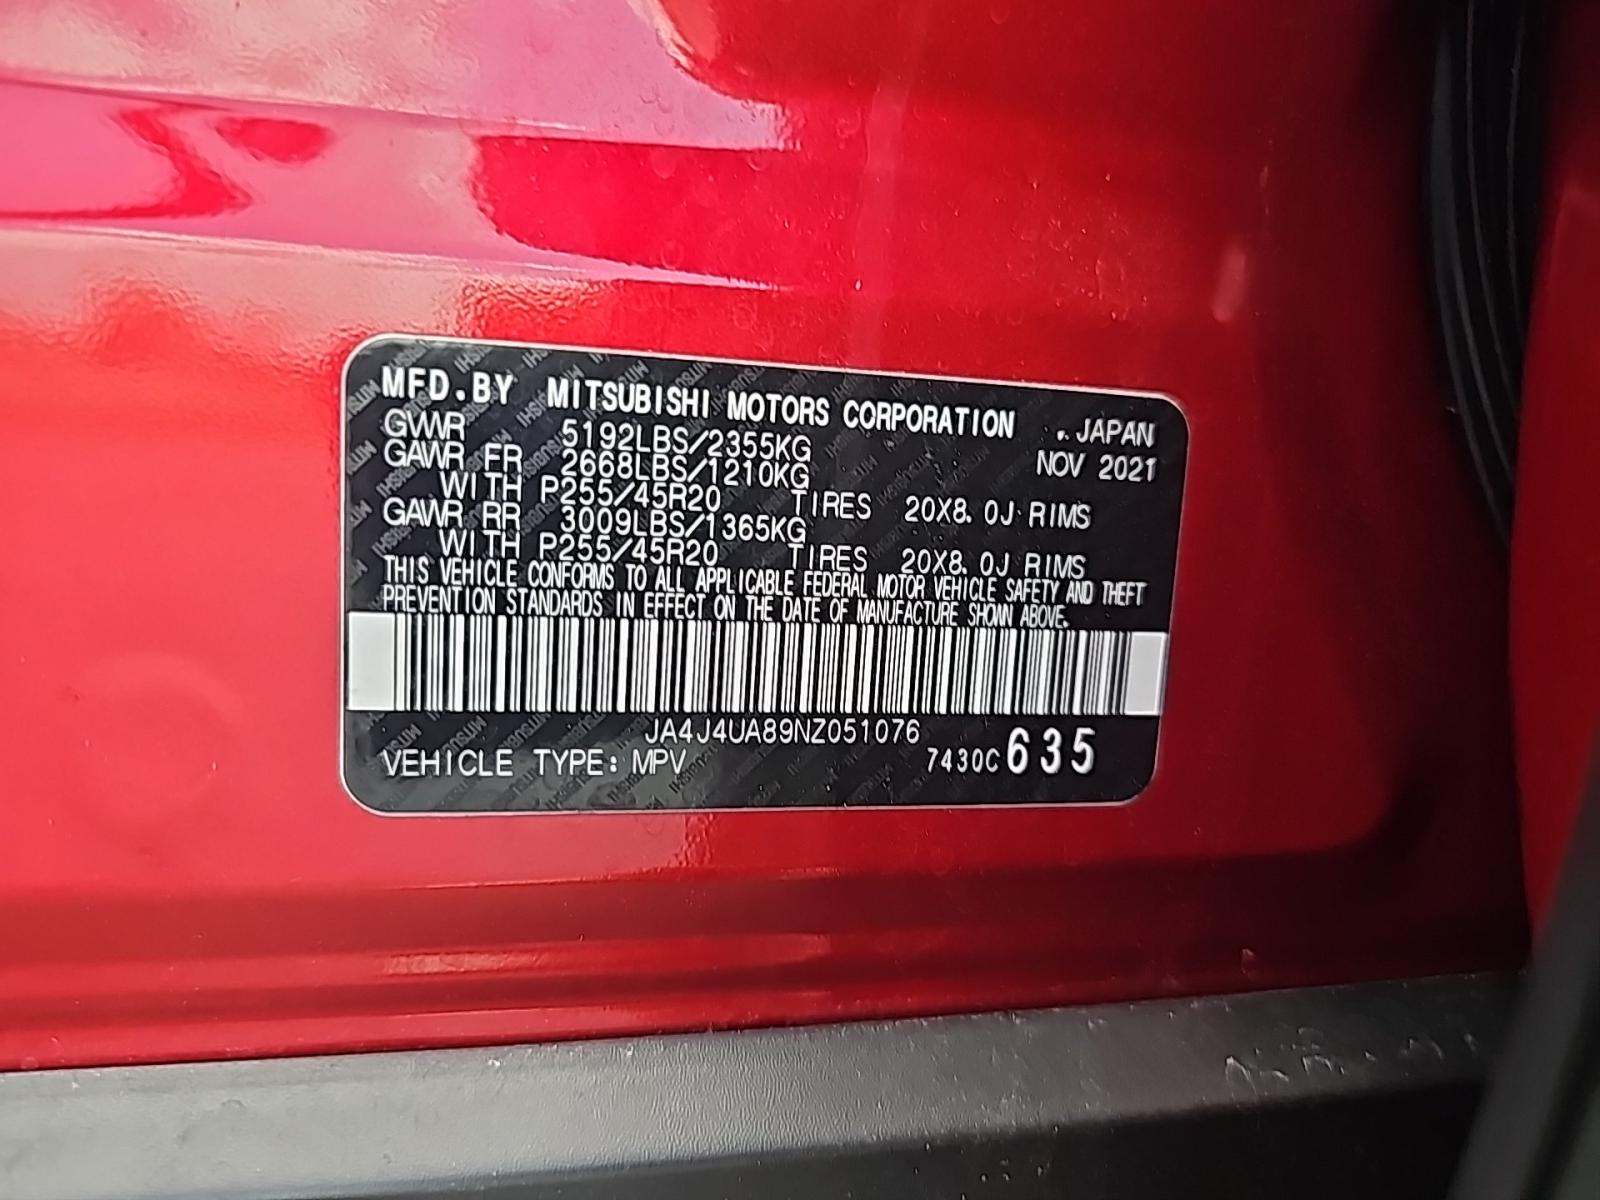 MFD.BY MITSUBISHI MOTORS CORPORATION . JAPAN
GVWR 5192LBS/2355KG NOV 2021
GAWR FR 2668LBS/1210KG
WITH P255/45R20 TIRES 20X8.0J RIMS
GAWR RR 3009LBS/1365KG
WITH P255/45R20 TIRES 20X8.0J RIMS
THIS VEHICLE CONFORMS TO ALL APPLICABLE FEDERAL MOTOR VEHICLE SAFETY AND THEFT
PREVENTION STANDARDS IN EFFECT ON THE DATE OF MANUFACTURE SHOWN ABOVE.
JA4J4UA89NZ051076
VEHICLE TYPE: MPV 7430C 635